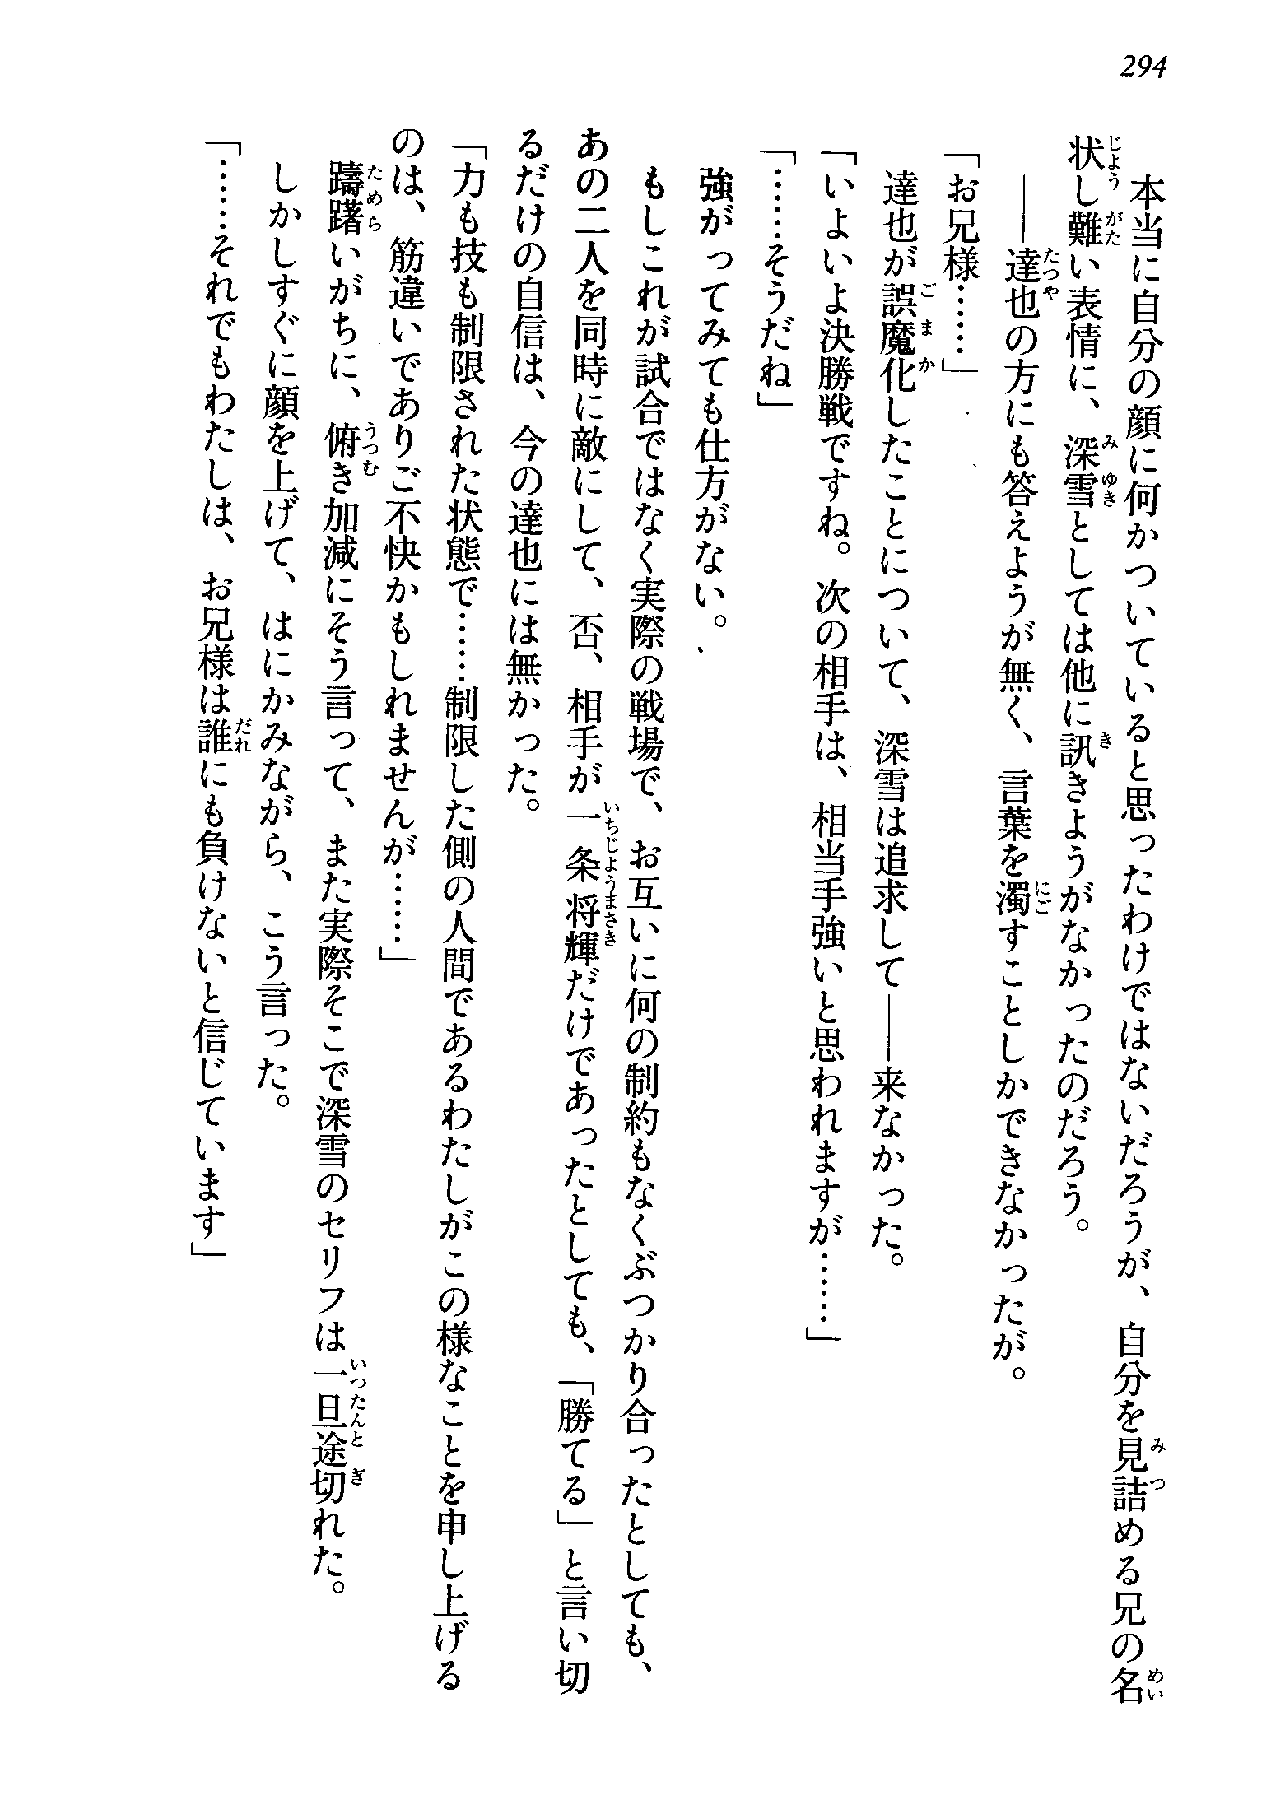 294
本当に自分の顔に何かついていると思ったわけではないだろうが、自分を見詰める兄の名
状し難い表情に、深雪としては他に訊きようがなかったのだろう。
――達也の方にも答えようが無く、言葉を濁すことしかできなかったが。
「お兄様……」
達也が誤魔化したことについて、深雪は追求して――来なかった。
「いよいよ決勝戦ですね。次の相手は、相当手強いと思われますが……」
「……そうだね」
強がってみても仕方がない。
もしこれが試合ではなく実際の戦場で、お互いに何の制約もなくぶつかり合ったとしても、
あの二人を同時に敵にして、否、相手が一条将輝だけであったとしても、「勝てる」と言い切
るだけの自信は、今の達也には無かった。
「力も技も制限された状態で……制限した側の人間であるわたしがこの様なことを申し上げる
のは、筋違いでありご不快かもしれませんが……」
躊躇いがちに、俯き加減にそう言って、また実際そこで深雪のセリフは一旦途切れた。
しかしすぐに顔を上げて、はにかみながら、こう言った。
「……それでもわたしは、お兄様は誰にも負けないと信じています」